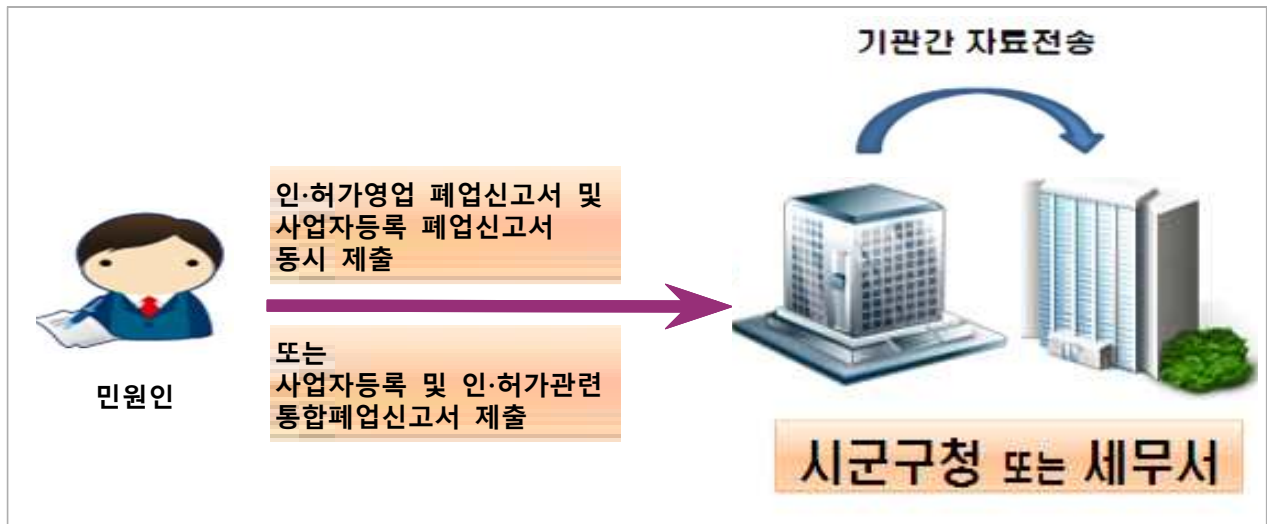 기관간 자료전송
인·허가영업 폐업신고서 및
사업자등록 폐업신고서
동시 제출
또는
사업자등록 및 인·허가관련
통합폐업신고서 제출
민원인
시군구청 또는 세무서